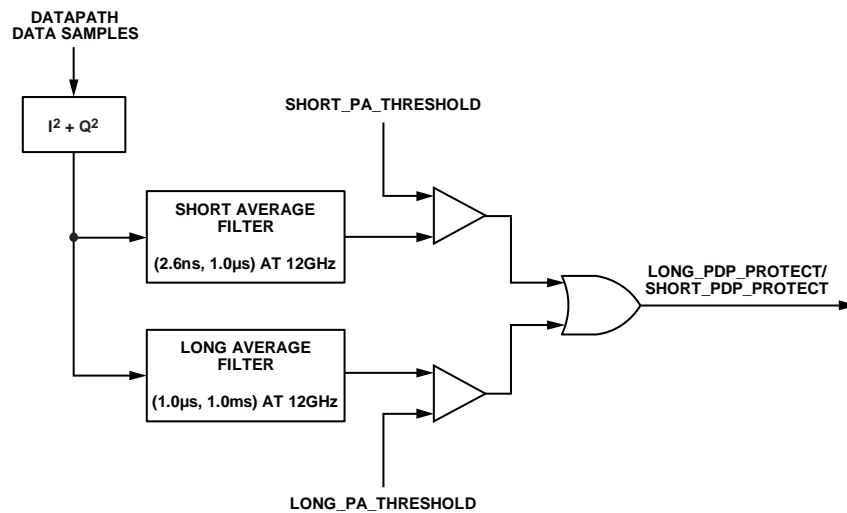 DATAPATH
DATA SAMPLES
I² + Q²
SHORT_PA_THRESHOLD
SHORT AVERAGE
FILTER
(2.6ns, 1.0µs) AT 12GHz
LONG_PDP_PROTECT/
SHORT_PDP_PROTECT
LONG AVERAGE
FILTER
(1.0µs, 1.0ms) AT 12GHz
LONG_PA_THRESHOLD